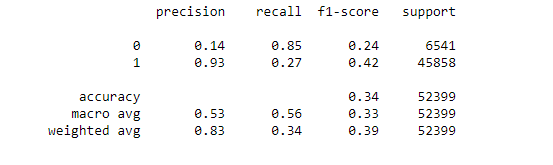 precision recall f1-score support
0 0.14 0.85 0.24 6541
1 0.93 0.27 0.42 45858
accuracy 0.34 52399
macro avg 0.53 0.56 0.33 52399
weighted avg 0.83 0.34 0.39 52399